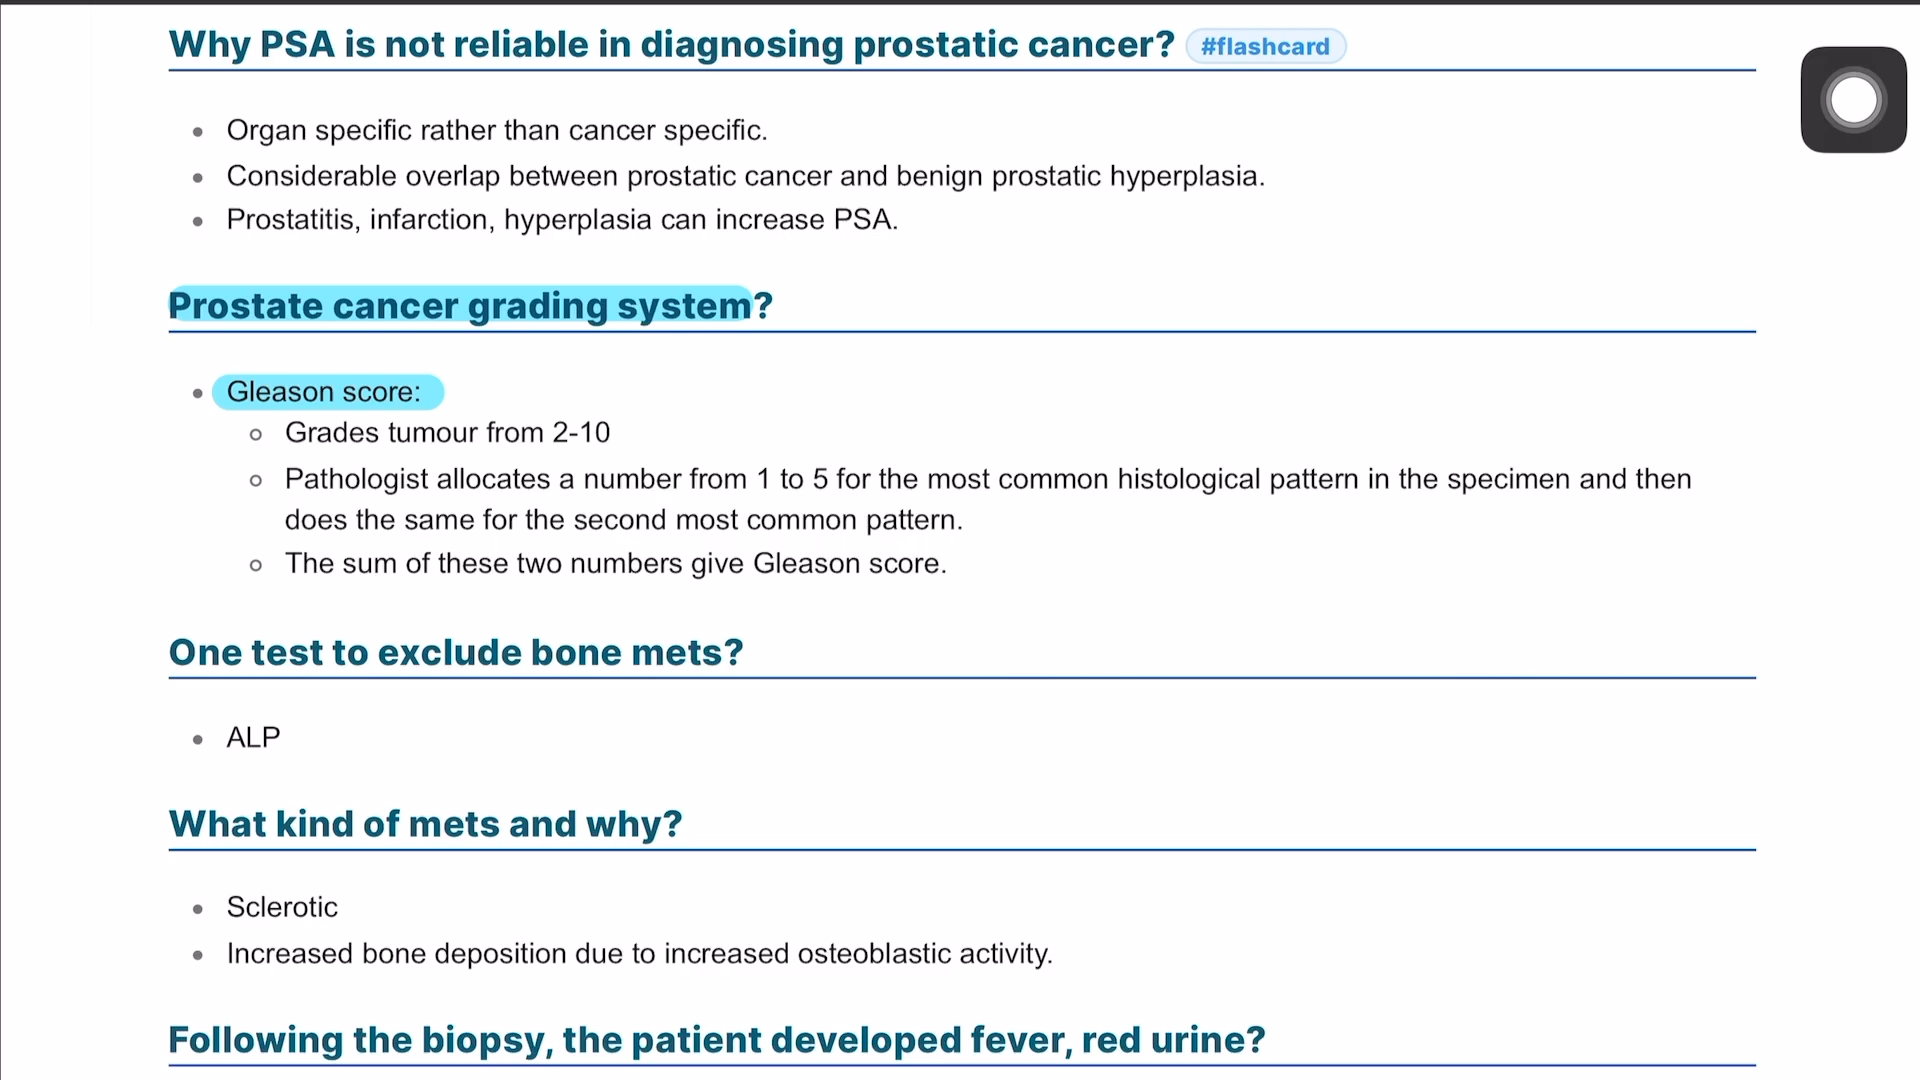 Why PSA is not reliable in diagnosing prostatic cancer? #flashcard
Organ specific rather than cancer specific.
Considerable overlap between prostatic cancer and benign prostatic hyperplasia.
Prostatitis, infarction, hyperplasia can increase PSA.
Prostate cancer grading system?
Gleason score:
Grades tumour from 2-10
Pathologist allocates a number from 1 to 5 for the most common histological pattern in the specimen and then
does the same for the second most common pattern.
The sum of these two numbers give Gleason score.
One test to exclude bone mets?
ALP
What kind of mets and why?
Sclerotic
Increased bone deposition due to increased osteoblastic activity.
Following the biopsy, the patient developed fever, red urine?